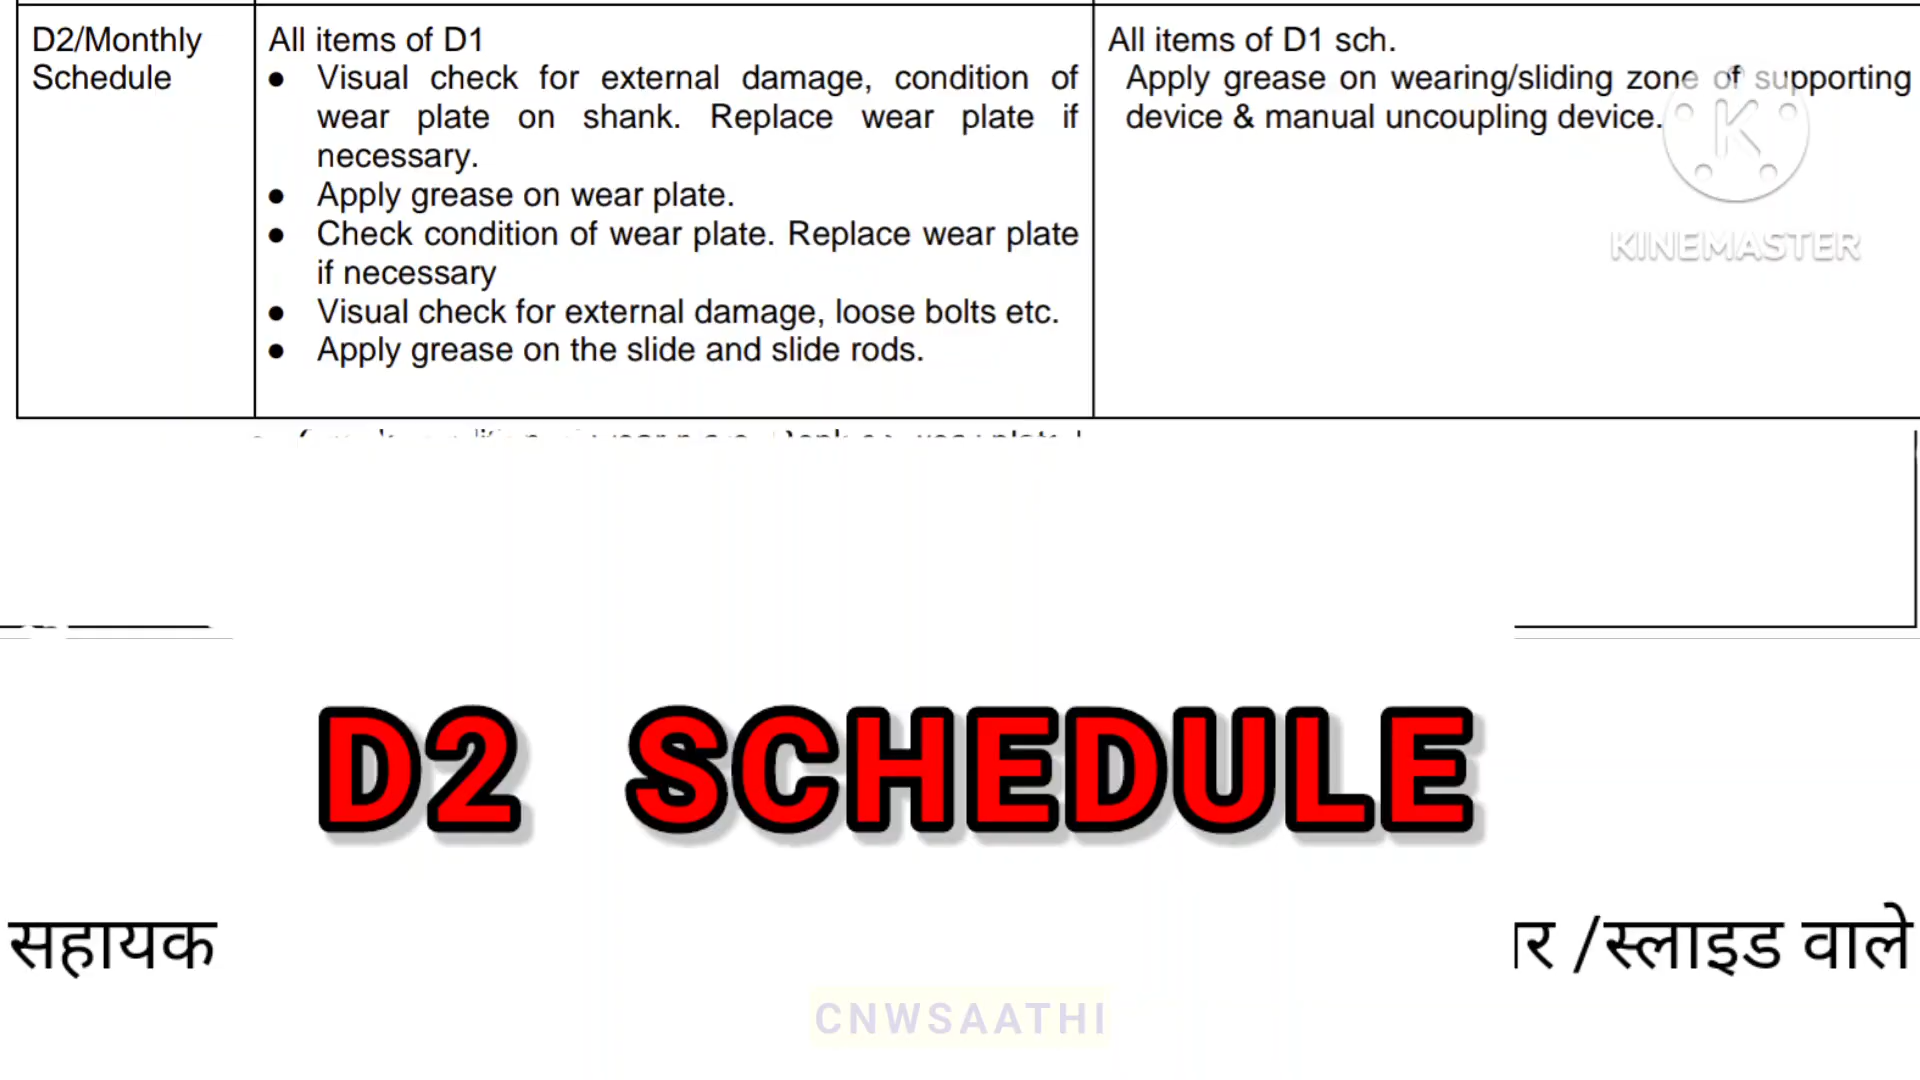 D2/Monthly
Schedule
All items of D1
● Visual check for external damage, condition of
wear plate on shank. Replace wear plate if
necessary.
● Apply grease on wear plate.
● Check condition of wear plate. Replace wear plate
if necessary
● Visual check for external damage, loose bolts etc.
● Apply grease on the slide and slide rods.
All items of D1 sch.
Apply grease on wearing/sliding zone of supporting
device & manual uncoupling device.
K
KINEMASTER
D2 SCHEDULE
सहायक
/स्लाइड वाले
CNWSAATHI